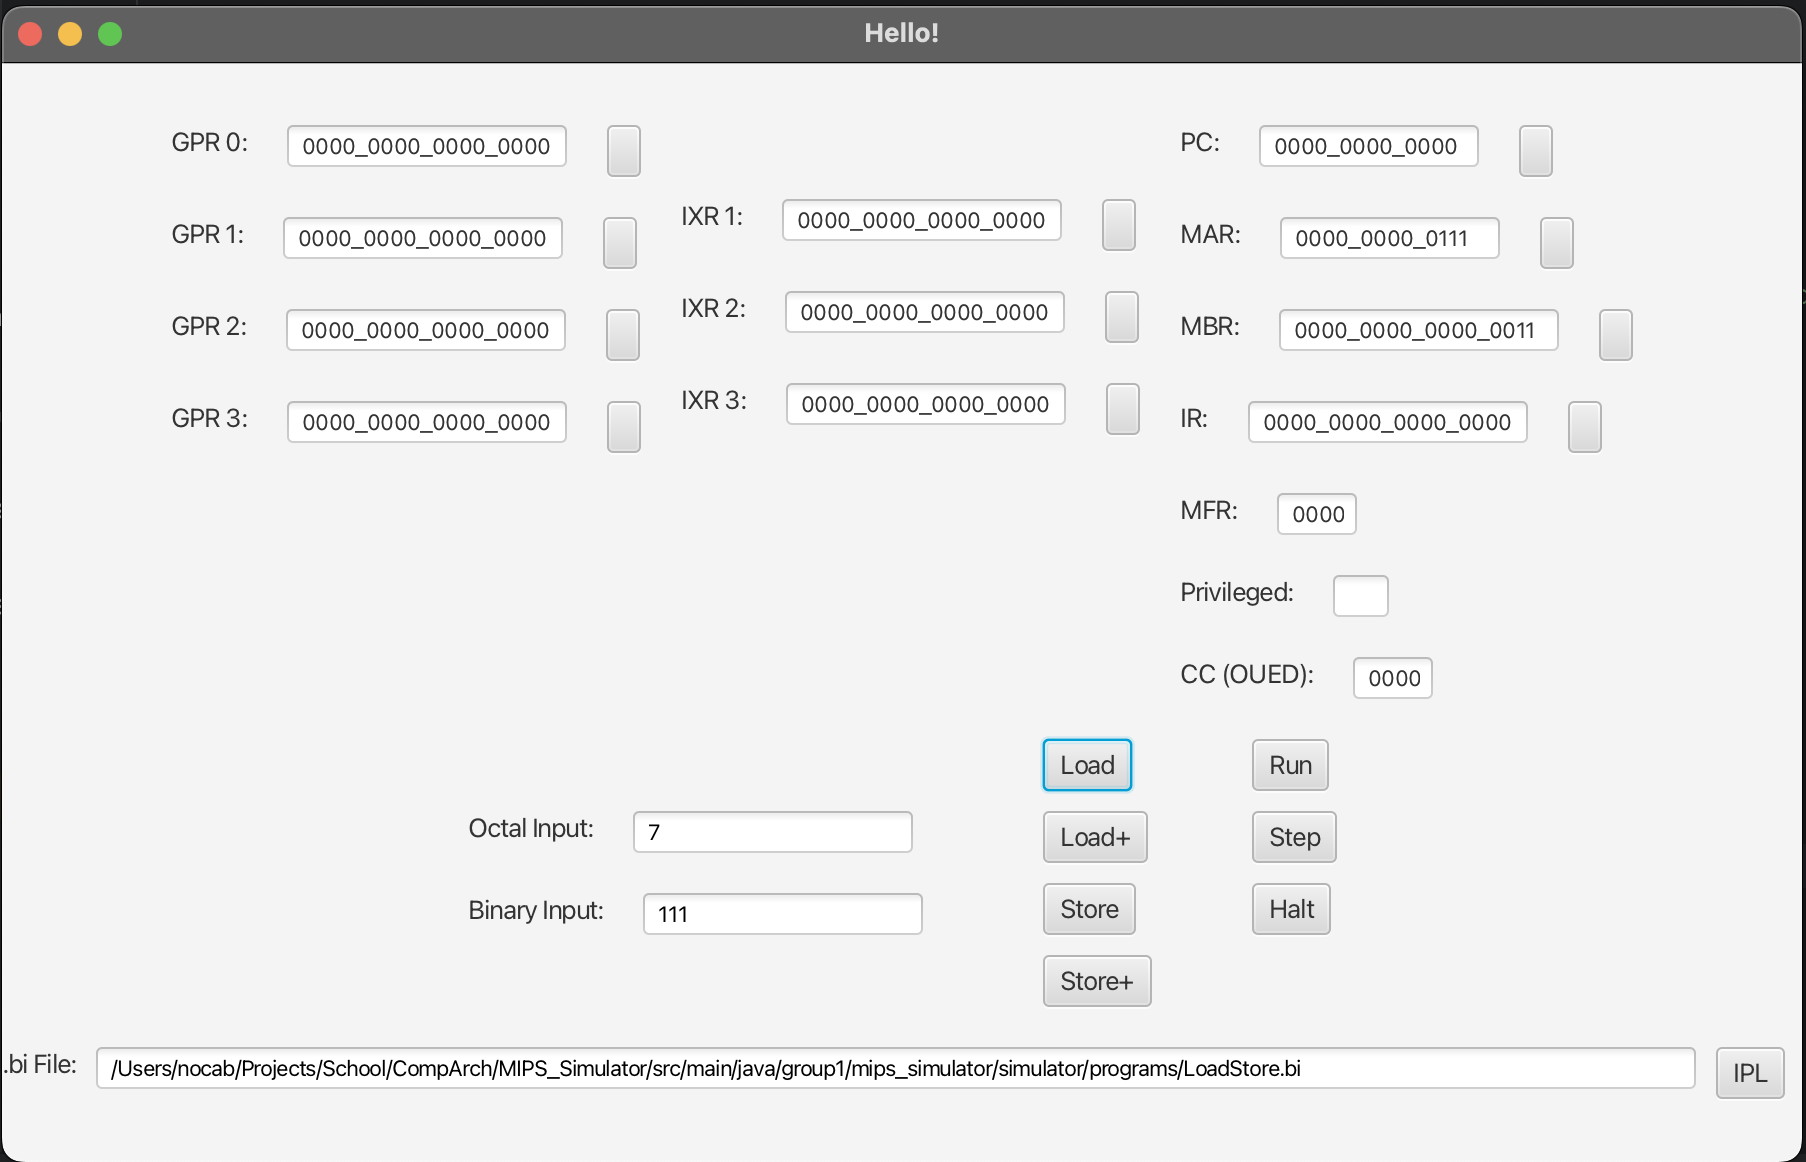 Hello!
GPR 0: 0000_0000_0000_0000
GPR 1: 0000_0000_0000_0000
GPR 2: 0000_0000_0000_0000
GPR 3: 0000_0000_0000_0000
IXR 1: 0000_0000_0000_0000
IXR 2: 0000_0000_0000_0000
IXR 3: 0000_0000_0000_0000
PC: 0000_0000_0000
MAR: 0000_0000_0111
MBR: 0000_0000_0000_0011
IR: 0000_0000_0000_0000
MFR: 0000
Privileged:
CC (OUED): 0000
Octal Input: 7
Binary Input: 111
Load
Load+
Store
Store+
Run
Step
Halt
.bi File: /Users/nocab/Projects/School/CompArch/MIPS_Simulator/src/main/java/group1/mips_simulator/simulator/programs/LoadStore.bi IPL